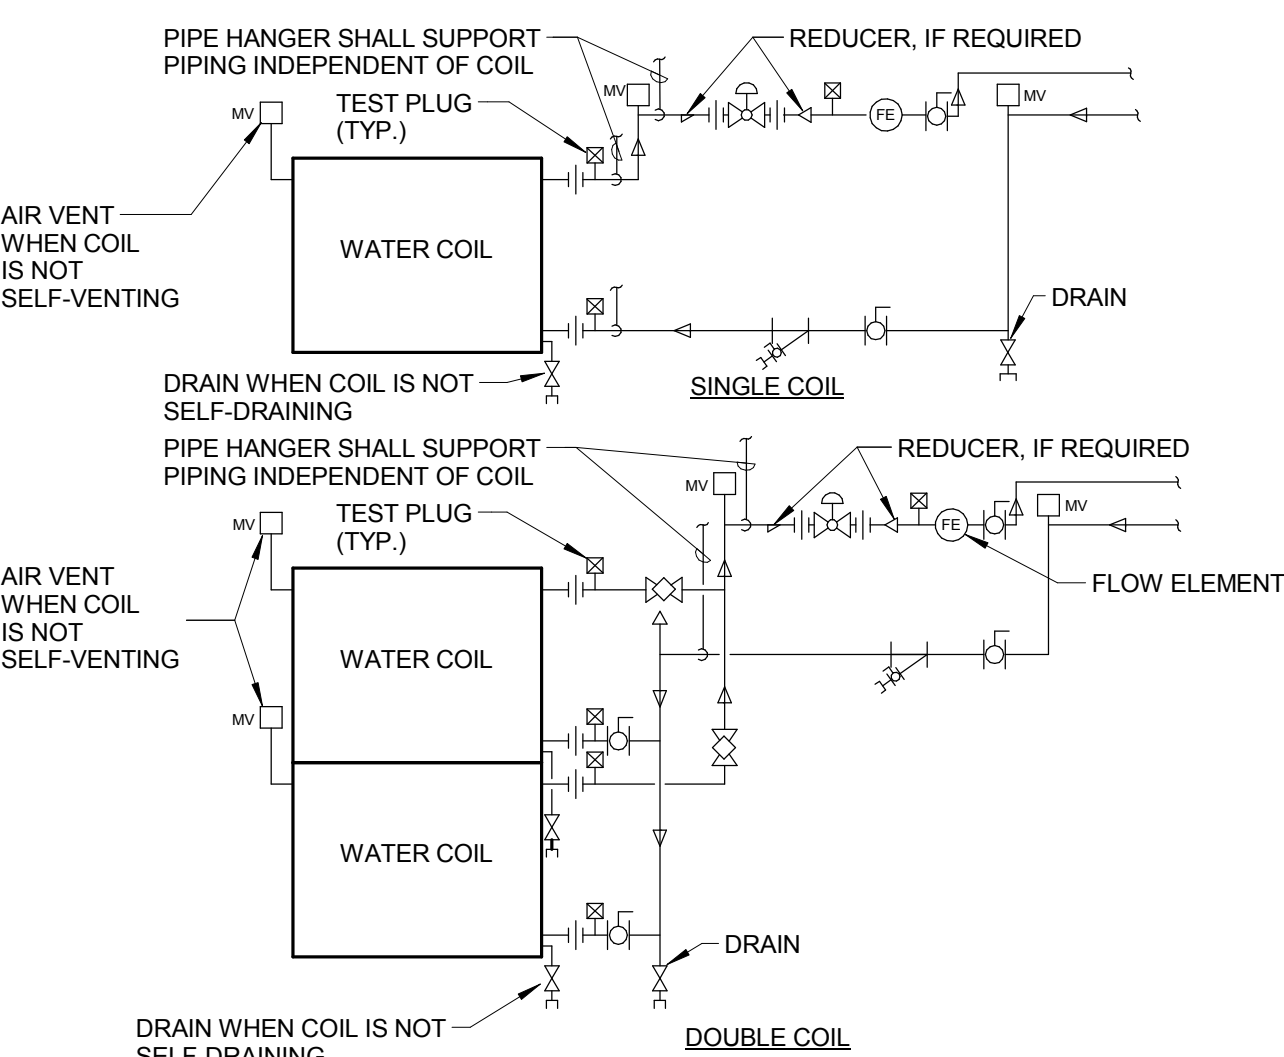 PIPE HANGER SHALL SUPPORT
PIPING INDEPENDENT OF COIL
REDUCER, IF REQUIRED
TEST PLUG
(TYP.)
MV
MV
MV
FE
AIR VENT
WHEN COIL
IS NOT
SELF-VENTING
WATER COIL
DRAIN
DRAIN WHEN COIL IS NOT
SELF-DRAINING
SINGLE COIL
PIPE HANGER SHALL SUPPORT
PIPING INDEPENDENT OF COIL
REDUCER, IF REQUIRED
TEST PLUG
(TYP.)
MV
MV
MV
FE
FLOW ELEMENT
AIR VENT
WHEN COIL
IS NOT
SELF-VENTING
WATER COIL
MV
WATER COIL
DRAIN
DRAIN WHEN COIL IS NOT
SELF-DRAINING
DOUBLE COIL